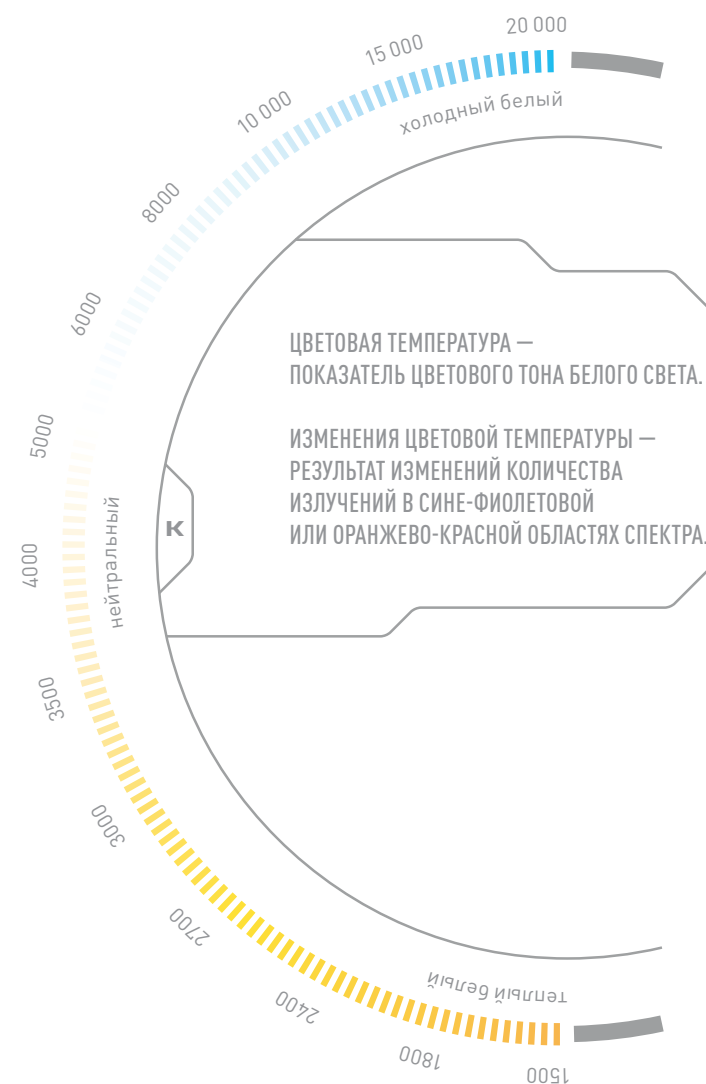 20 000
15 000
10 000
холодный белый
8000
6000
ЦВЕТОВАЯ ТЕМПЕРАТУРА —
ПОКАЗАТЕЛЬ ЦВЕТОВОГО ТОНА БЕЛОГО СВЕТА.
5000
ИЗМЕНЕНИЯ ЦВЕТОВОЙ ТЕМПЕРАТУРЫ —
РЕЗУЛЬТАТ ИЗМЕНЕНИЙ КОЛИЧЕСТВА
ИЗЛУЧЕНИЙ В СИНЕ-ФИОЛЕТОВОЙ
ИЛИ ОРАНЖЕВО-КРАСНОЙ ОБЛАСТЯХ СПЕКТРА.
К
нейтральный
4000
3500
3000
2700
2400
теплый белый
1800
1500